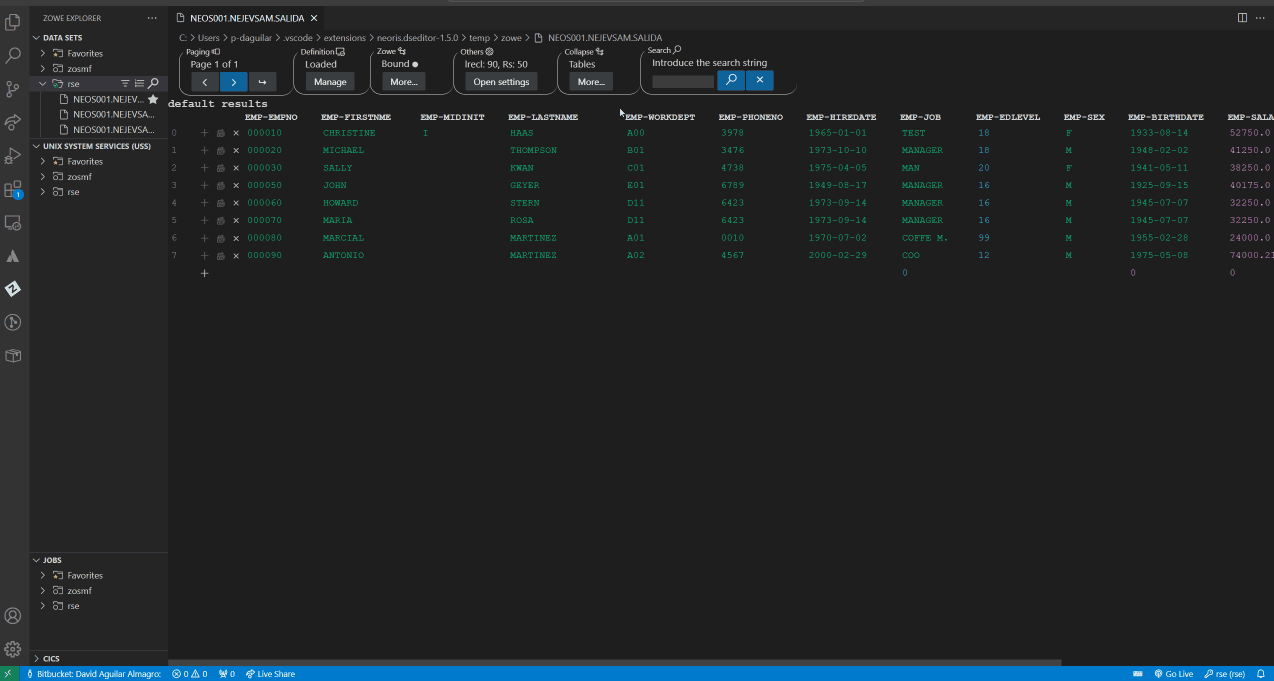 ZOWE EXPLORER
NEOS001.NEJEVSAM.SALIDA
C: > Users > p-daguilar > .vscode > extensions > neoris.dseditor-1.5.0 > temp > zowe > NEOS001.NEJEVSAM.SALIDA
DATA SETS
Favorites
zosmf
rse
NEOS001.NEJEV...
NEOS001.NEJEVSA...
NEOS001.NEJEVSA...
UNIX SYSTEM SERVICES (USS)
Favorites
zosmf
rse
JOBS
Favorites
zosmf
rse
CICS
Paging
Page 1 of 1
Definition
Loaded
Manage
Zowe
Bound
More...
Others
lrecl: 90, Rs: 50
Open settings
Collapse
Tables
More...
Search
Introduce the search string
default results
EMP-EMPNO EMP-FIRSTNME EMP-MIDINIT EMP-LASTNAME EMP-WORKDEPT EMP-PHONENO EMP-HIREDATE EMP-JOB EMP-EDLEVEL EMP-SEX EMP-BIRTHDATE EMP-SALA
0 000010 CHRISTINE I HAAS A00 3978 1965-01-01 TEST 18 F 1933-08-14 52750.0
1 000020 MICHAEL THOMPSON B01 3476 1973-10-10 MANAGER 18 M 1948-02-02 41250.0
2 000030 SALLY KWAN C01 4738 1975-04-05 MAN 20 F 1941-05-11 38250.0
3 000050 JOHN GEYER E01 6789 1949-08-17 MANAGER 16 M 1925-09-15 40175.0
4 000060 HOWARD STERN D11 6423 1973-09-14 MANAGER 16 M 1945-07-07 32250.0
5 000070 MARIA ROSA D11 6423 1973-09-14 MANAGER 16 M 1945-07-07 32250.0
6 000080 MARCIAL MARTINEZ A01 0010 1970-07-02 COFFE M. 99 M 1955-02-28 24000.0
7 000090 ANTONIO MARTINEZ A02 4567 2000-02-29 COO 12 M 1975-05-08 74000.21
0 0 0
1
Bitbucket: David Aguilar Almagro: 0 0 0 Live Share Go Live rse (rse)